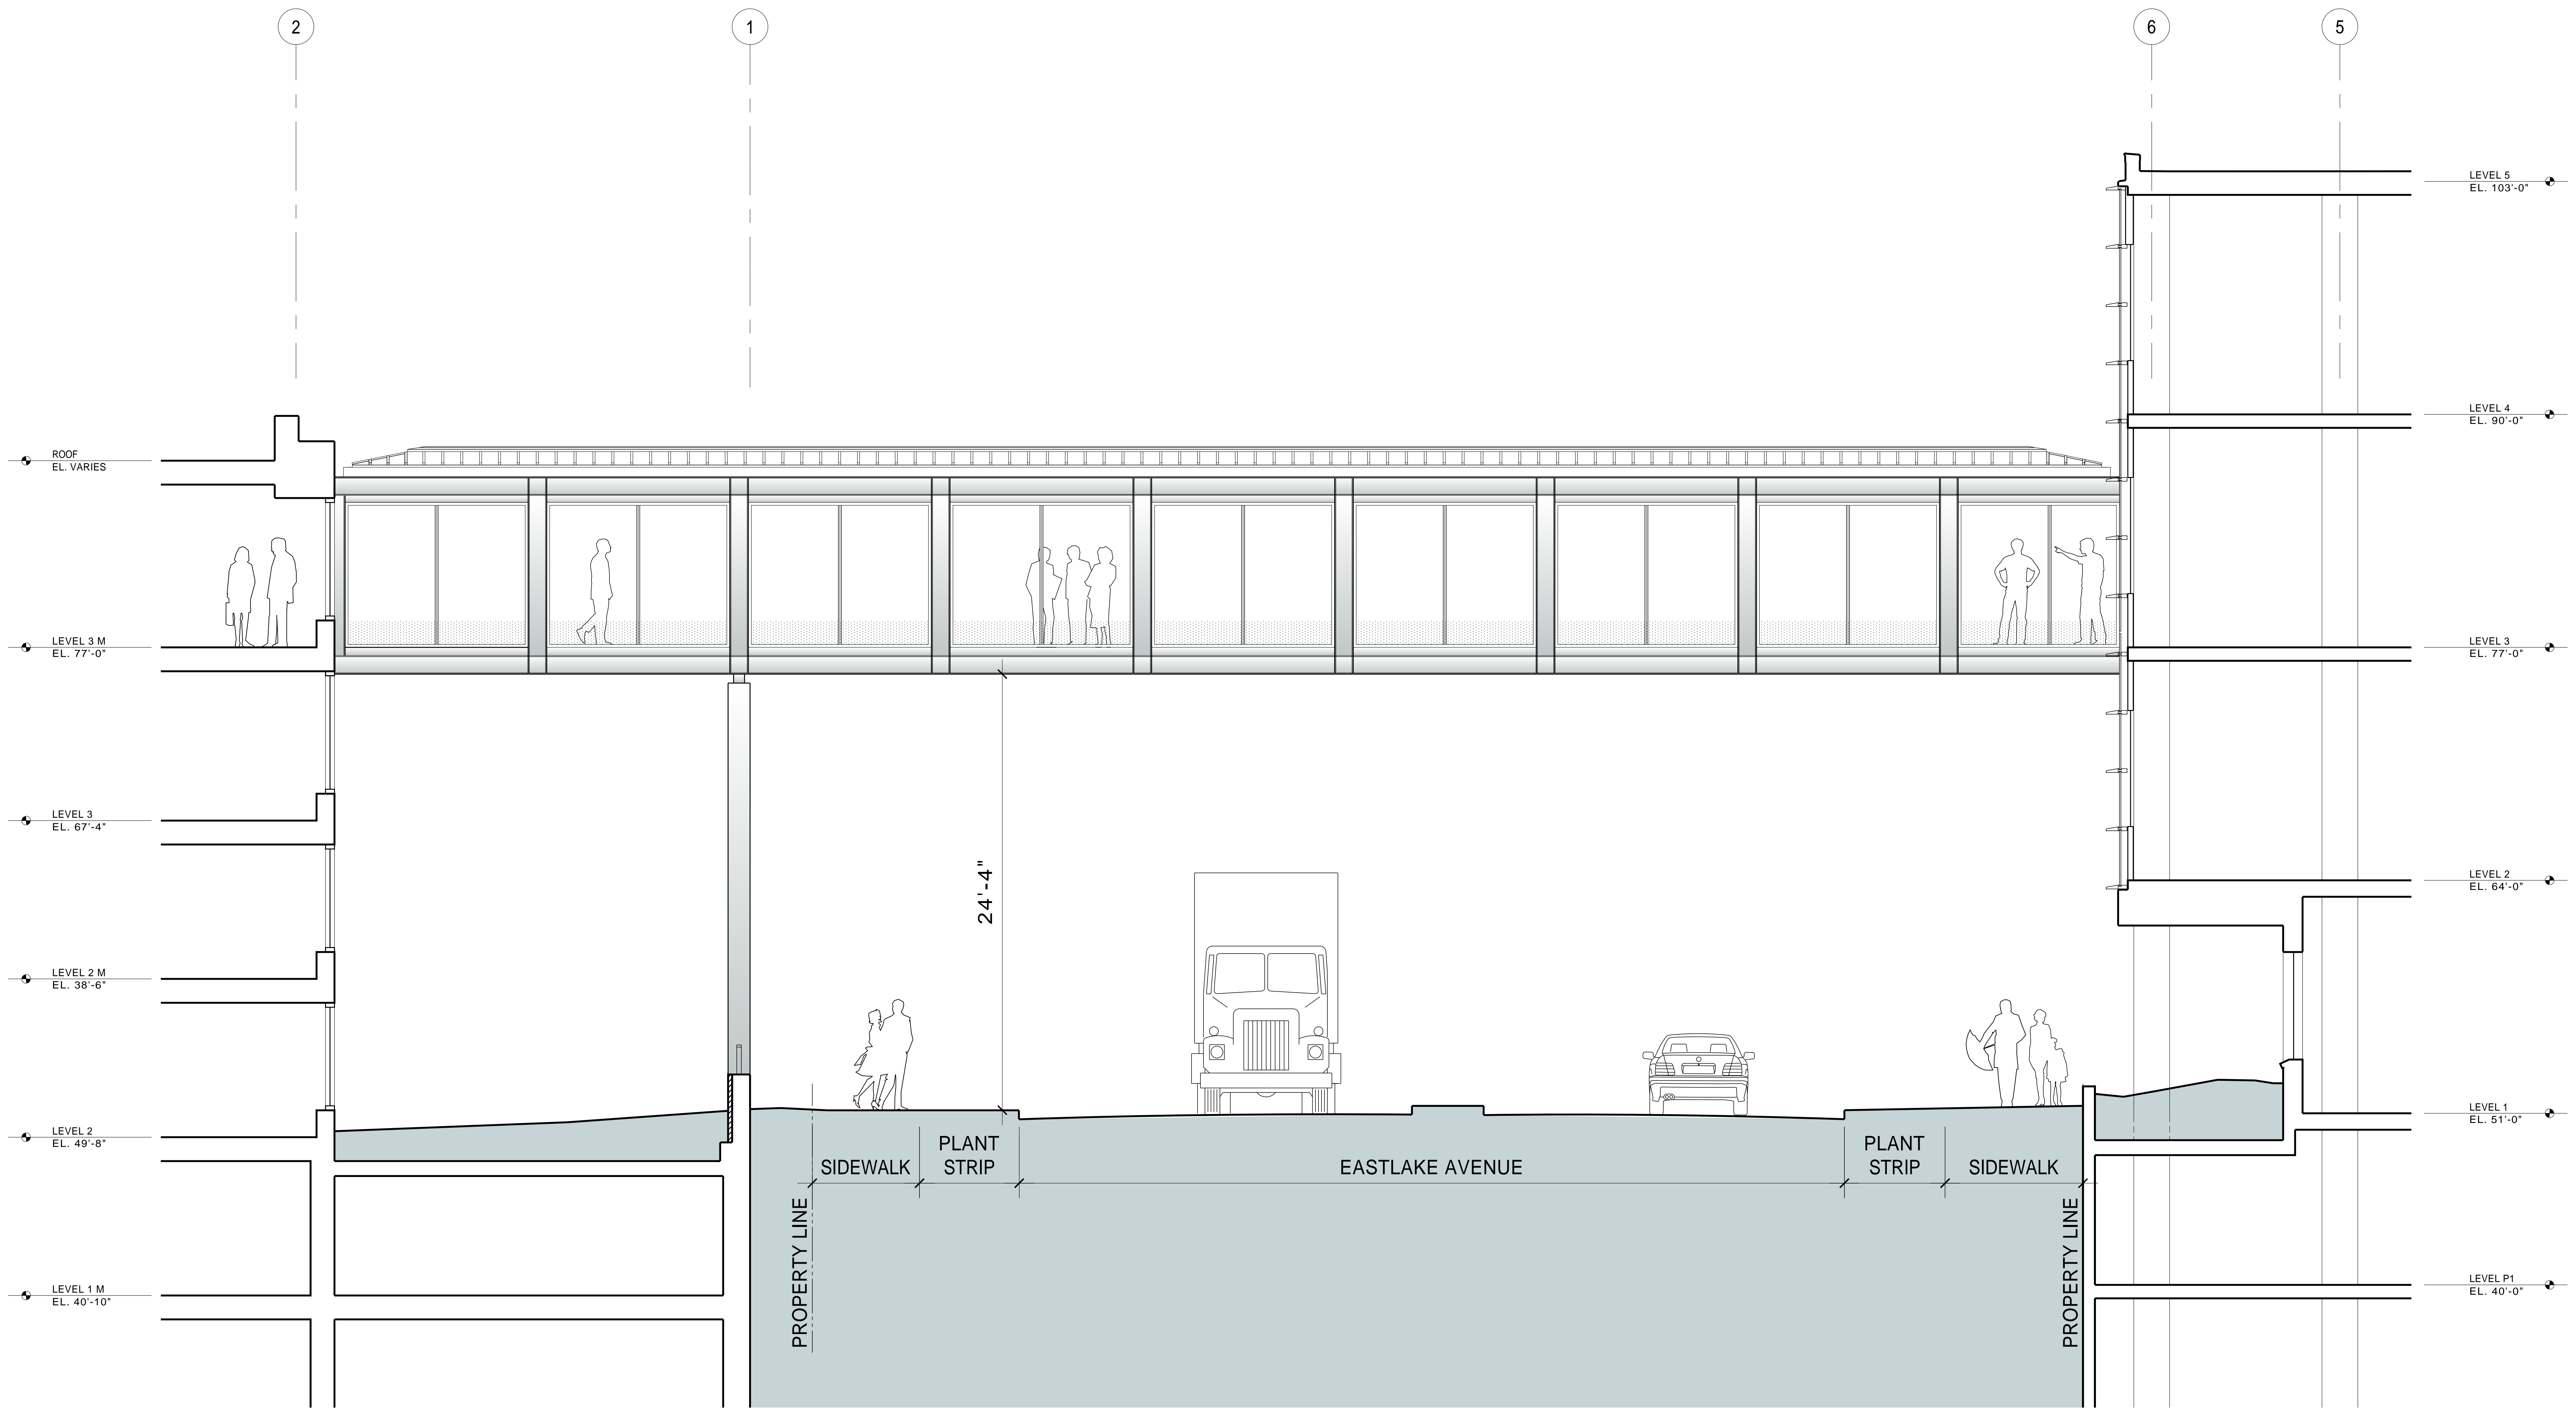 2
1
6
5
LEVEL 5
EL. 103'-0"
LEVEL 4
EL. 90'-0"
ROOF
EL. VARIES
LEVEL 3 M
EL. 77'-0"
LEVEL 3
EL. 77'-0"
LEVEL 3
EL. 67'-4"
24'-4"
LEVEL 2
EL. 64'-0"
LEVEL 2 M
EL. 38'-6"
LEVEL 2
EL. 49'-8"
LEVEL 1
EL. 51'-0"
SIDEWALK
PLANT
STRIP
EASTLAKE AVENUE
PLANT
STRIP
SIDEWALK
PROPERTY LINE
PROPERTY LINE
LEVEL 1 M
EL. 40'-10"
LEVEL P1
EL. 40'-0"